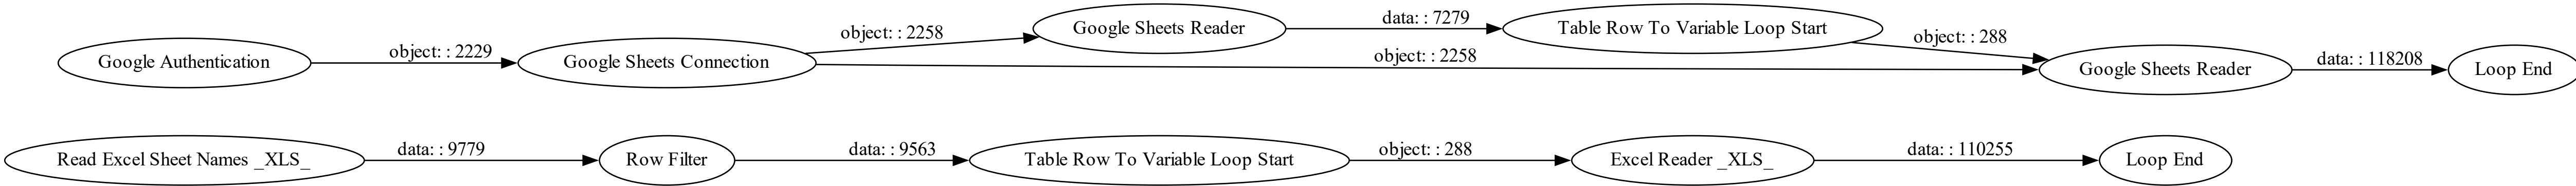 Google Authentication
object: : 2229
Google Sheets Connection
object: : 2258
Google Sheets Reader
data: : 7279
Table Row To Variable Loop Start
object: : 288
object: : 2258
Google Sheets Reader
data: : 118208
Loop End
Read Excel Sheet Names _XLS_
data: : 9779
Row Filter
data: : 9563
Table Row To Variable Loop Start
object: : 288
Excel Reader _XLS_
data: : 110255
Loop End